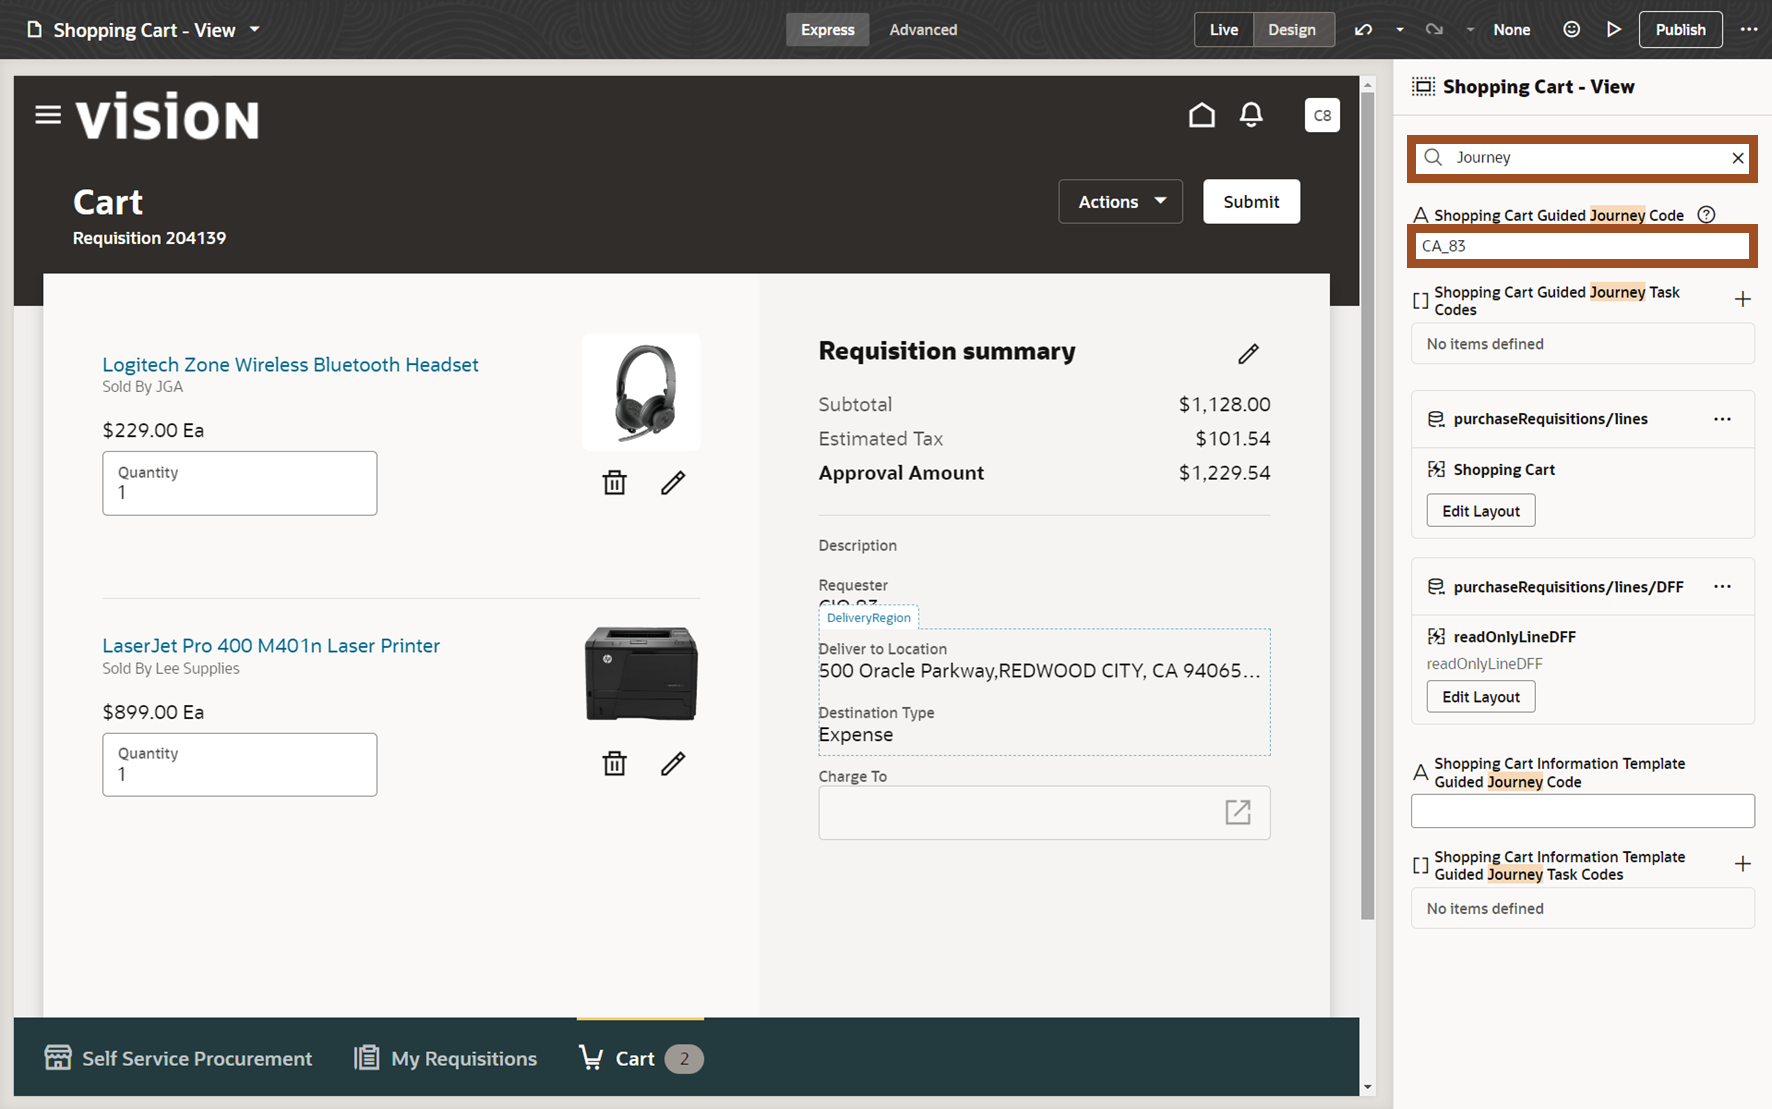 Shopping Cart - View
Express
Advanced
Live
Design
None
Publish
vision
C8
Cart
Requisition 204139
Actions
Submit
Logitech Zone Wireless Bluetooth Headset
Sold By JGA
$229.00 Ea
Quantity
1
LaserJet Pro 400 M401n Laser Printer
Sold By Lee Supplies
$899.00 Ea
Quantity
1
Requisition summary
Subtotal $1,128.00
Estimated Tax $101.54
Approval Amount $1,229.54
Description
Requester
DeliveryRegion
Deliver to Location
500 Oracle Parkway,REDWOOD CITY, CA 94065...
Destination Type
Expense
Charge To
Self Service Procurement
My Requisitions
Cart 2
Shopping Cart - View
Journey
Shopping Cart Guided Journey Code
CA_83
Shopping Cart Guided Journey Task
Codes
No items defined
purchaseRequisitions/lines
Shopping Cart
Edit Layout
purchaseRequisitions/lines/DFF
readOnlyLineDFF
readOnlyLineDFF
Edit Layout
Shopping Cart Information Template
Guided Journey Code
Shopping Cart Information Template
Guided Journey Task Codes
No items defined